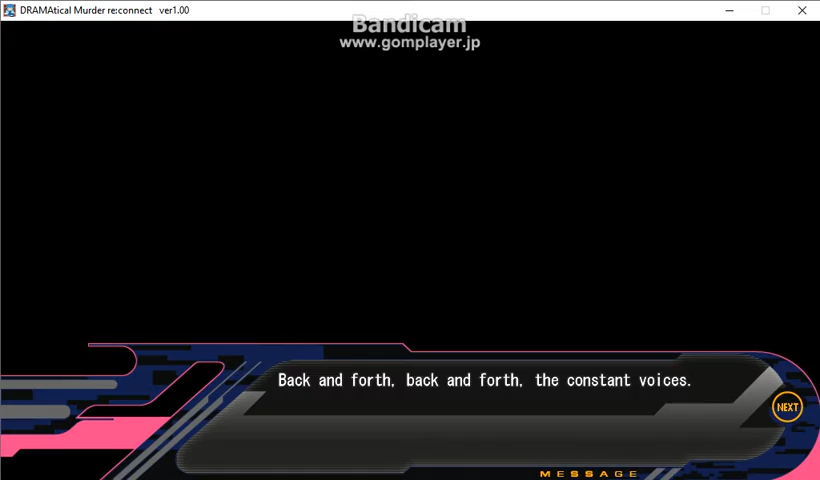 DRAMAtical Murder re:connect ver1.00
Bandicam
www.gomplayer.jp
Back and forth, back and forth, the constant voices.
NEXT
MESSAGE